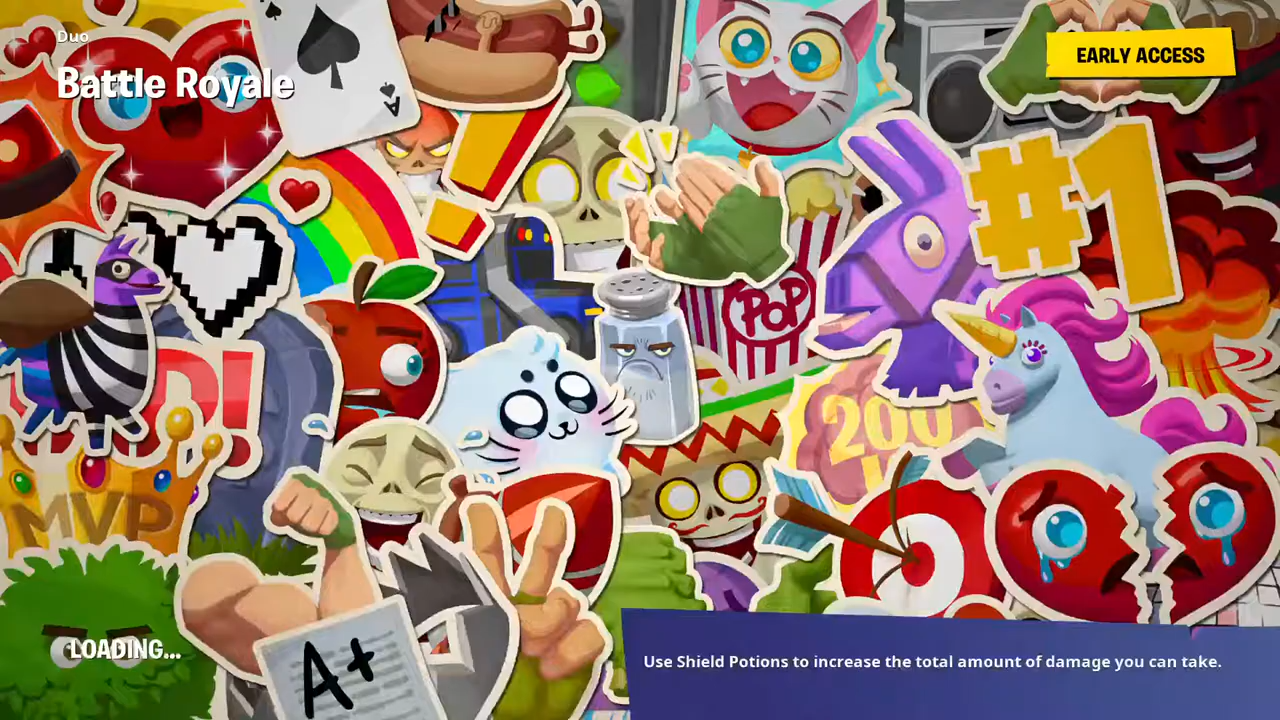 Duo
Battle Royale
EARLY ACCESS
A
#1
POP
200
MVP
LOADING...
A+
Use Shield Potions to increase the total amount of damage you can take.